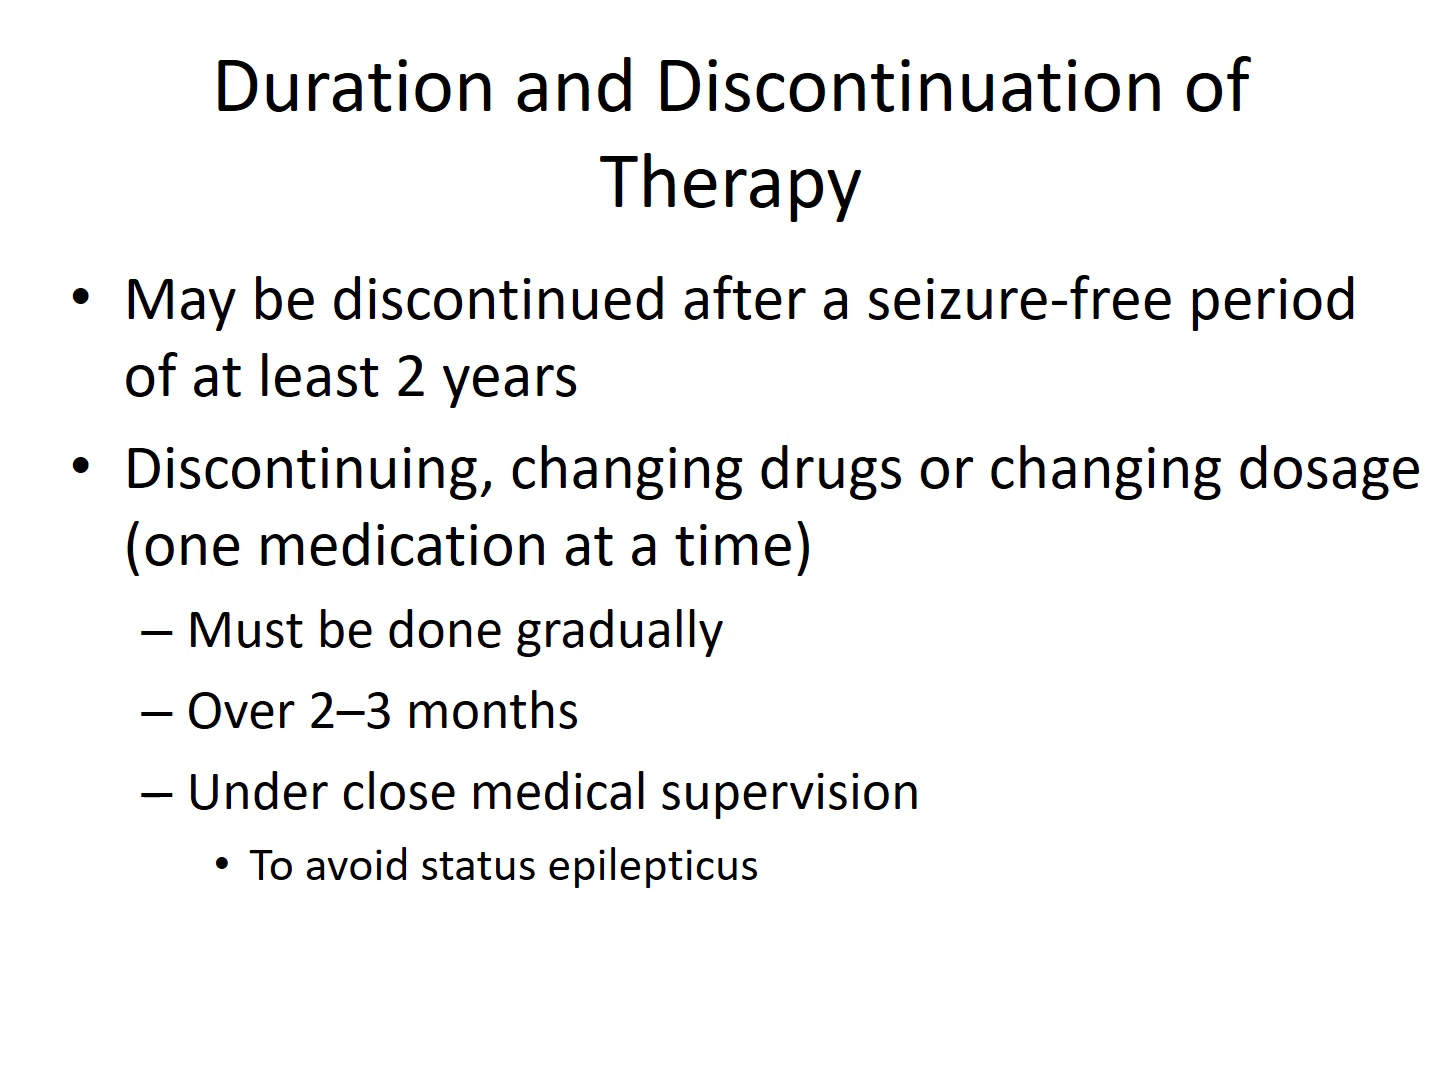 Duration and Discontinuation of
Therapy
• May be discontinued after a seizure-free period
of at least 2 years
• Discontinuing, changing drugs or changing dosage
(one medication at a time)
– Must be done gradually
– Over 2–3 months
– Under close medical supervision
• To avoid status epilepticus